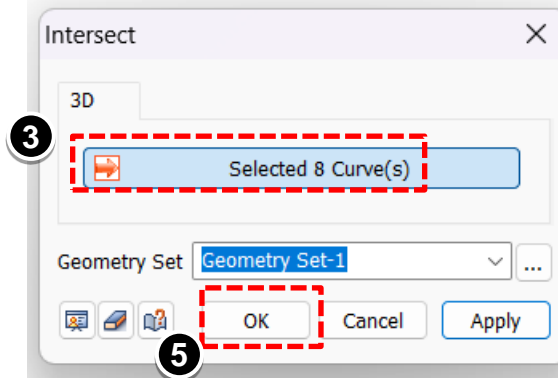 Intersect
3D
3
Selected 8 Curve(s)
Geometry Set
Geometry Set-1
...
OK
Cancel
Apply
5